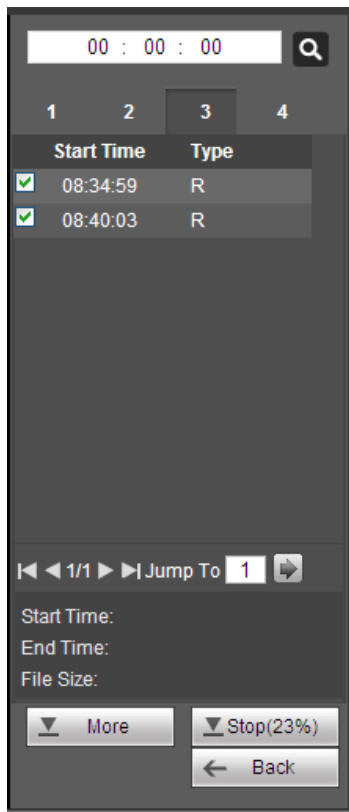 00 : 00 : 00
1 2 3 4
Start Time Type
08:34:59 R
08:40:03 R
1/1 Jump To 1
Start Time:
End Time:
File Size:
More Stop(23%)
Back